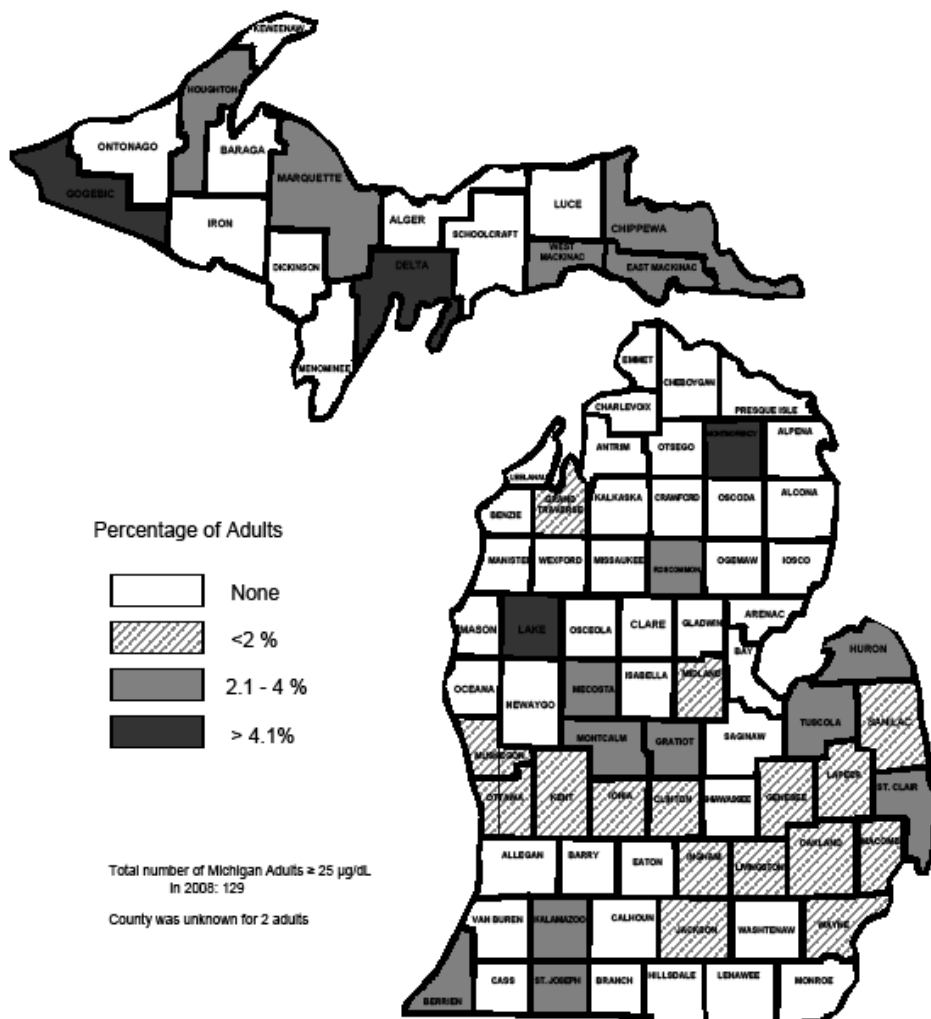 KEWEENAW
HOUGHTON
ONTONAGO
BARAGA
GOGEBIC
MARQUETTE
IRON
ALGER
LUCE
CHIPPEWA
SCHOOLCRAFT
WEST
MACKINAC
EAST MACKINAC
DICKINSON
DELTA
MENOMINEE
EMMET
CHEBOYGAN
PRESQUE ISLE
CHARLEVOIX
ANTRIM
OTSEGO
MONTMORENCY
ALPENA
BENZIE
GRAND
TRAVERSE
KALKASKA
CRAWFORD
OSCODA
ALCONA
Percentage of Adults
None
<2 %
2.1 - 4 %
> 4.1%
MANISTEE
WEXFORD
MISSAUKEE
ROSCOMMON
OGEMAW
IOSCO
MASON
LAKE
OSCEOLA
CLARE
GLADWIN
ARENAC
BAY
HURON
OCEANA
NEWAYGO
MECOSTA
ISABELLA
MIDLAND
TUSCOLA
SANILAC
MONTCALM
GRATIOT
SAGINAW
MUSKEGON
OTTAWA
KENT
IONIA
CLINTON
SHIAWASSEE
GENESEE
LAPEER
ST. CLAIR
ALLEGAN
BARRY
EATON
INGHAM
LIVINGSTON
OAKLAND
MACOMB
Total number of Michigan Adults ≥ 25 µg/dL
In 2008: 129
County was unknown for 2 adults
VAN BUREN
KALAMAZOO
CALHOUN
JACKSON
WASHTENAW
WAYNE
BERRIEN
CASS
ST. JOSEPH
BRANCH
HILLSDALE
LENAWEE
MONROE